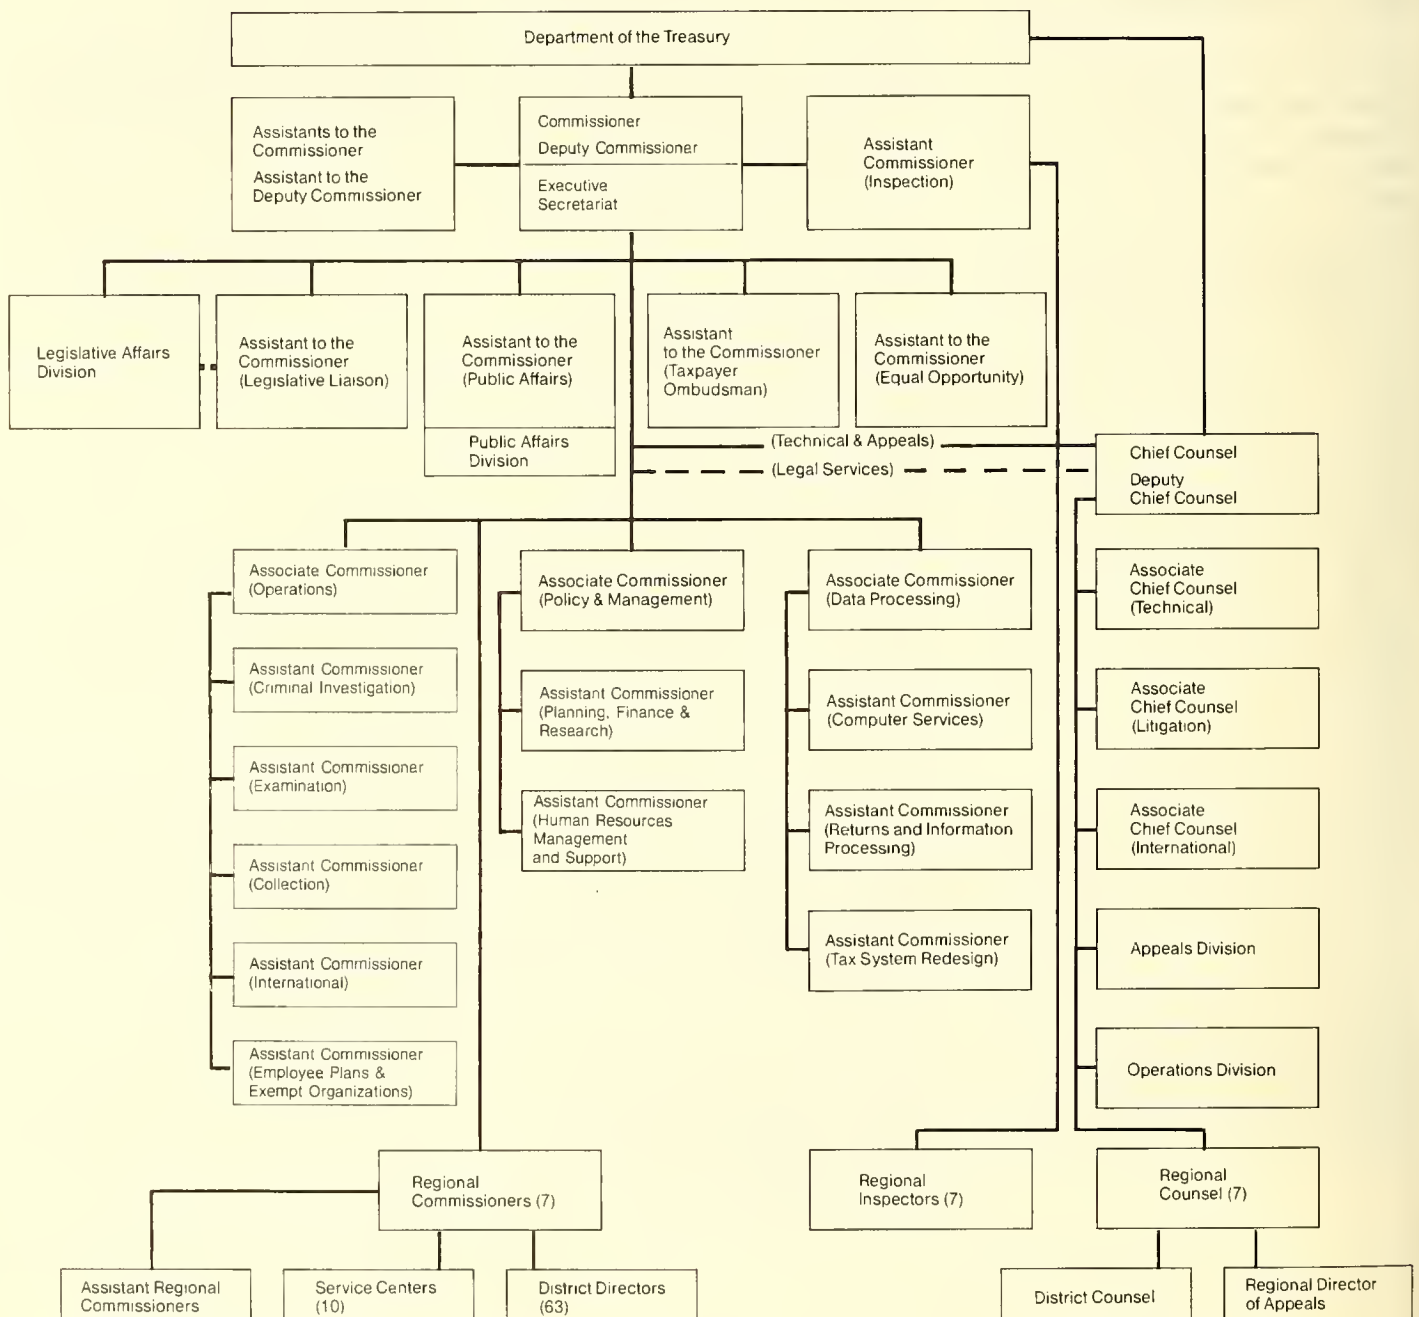 Department of the Treasury
Assistants to the
Commissioner
Assistant to the
Deputy Commissioner
Commissioner
Deputy Commissioner
Executive
Secretariat
Assistant
Commissioner
(Inspection)
Legislative Affairs
Division
Assistant to the
Commissioner
(Legislative Liaison)
Assistant to the
Commissioner
(Public Affairs)
Public Affairs
Division
Assistant
to the Commissioner
(Taxpayer
Ombudsman)
Assistant to the
Commissioner
(Equal Opportunity)
(Technical & Appeals)
(Legal Services)
Chief Counsel
Deputy
Chief Counsel
Associate Commissioner
(Operations)
Assistant Commissioner
(Criminal Investigation)
Assistant Commissioner
(Examination)
Assistant Commissioner
(Collection)
Assistant Commissioner
(International)
Assistant Commissioner
(Employee Plans &
Exempt Organizations)
Associate Commissioner
(Policy & Management)
Assistant Commissioner
(Planning, Finance &
Research)
Assistant Commissioner
(Human Resources
Management
and Support)
Associate Commissioner
(Data Processing)
Assistant Commissioner
(Computer Services)
Assistant Commissioner
(Returns and Information
Processing)
Assistant Commissioner
(Tax System Redesign)
Associate
Chief Counsel
(Technical)
Associate
Chief Counsel
(Litigation)
Associate
Chief Counsel
(International)
Appeals Division
Operations Division
Regional
Commissioners (7)
Regional
Inspectors (7)
Regional
Counsel (7)
Assistant Regional
Commissioners
Service Centers
(10)
District Directors
(63)
District Counsel
Regional Director
of Appeals